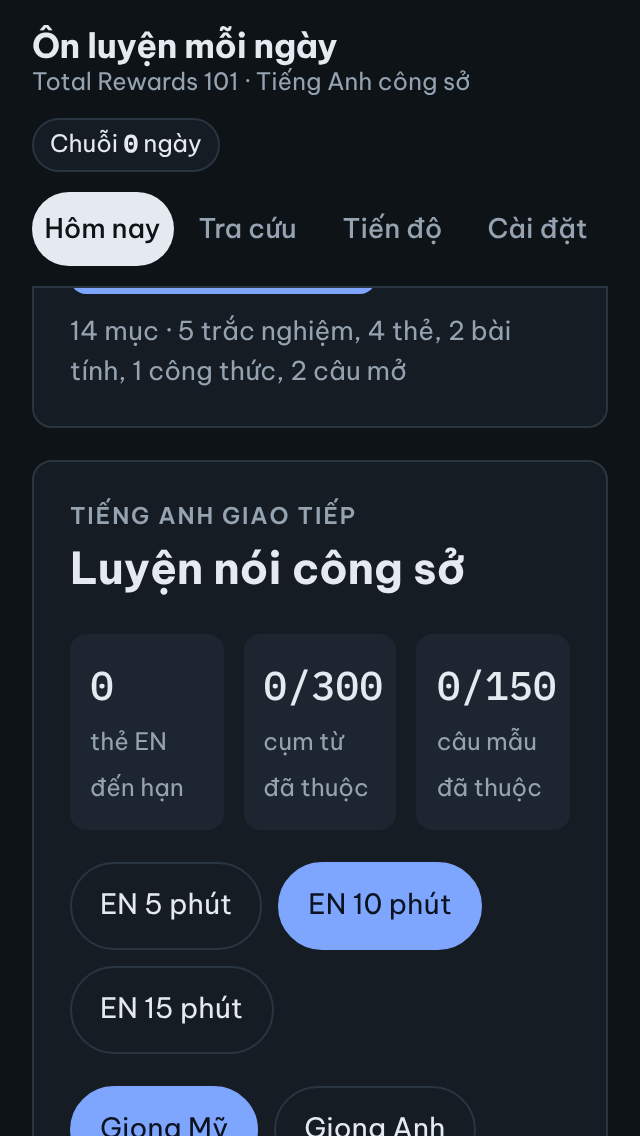 Ôn luyện mỗi ngày
Total Rewards 101 · Tiếng Anh công sở
Chuỗi 0 ngày
Hôm nay Tra cứu Tiến độ Cài đặt
14 mục · 5 trắc nghiệm, 4 thẻ, 2 bài
tính, 1 công thức, 2 câu mở
TIẾNG ANH GIAO TIẾP
Luyện nói công sở
0 0/300 0/150
thẻ EN cụm từ câu mẫu
đến hạn đã thuộc đã thuộc
EN 5 phút EN 10 phút
EN 15 phút
Giọng Mỹ Giọng Anh